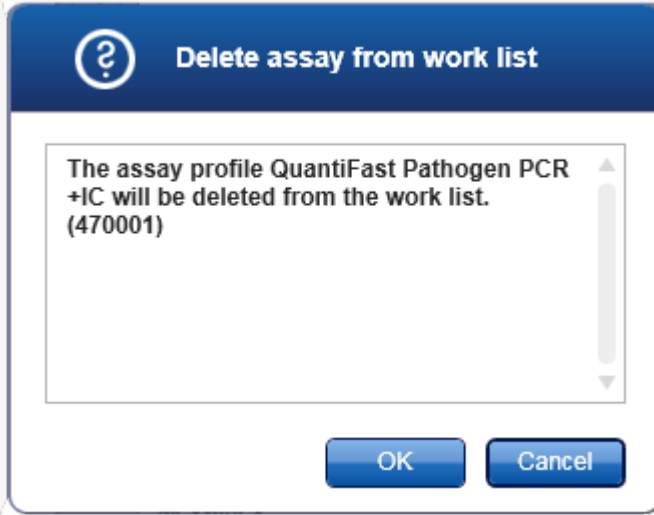 Delete assay from work list
The assay profile QuantiFast Pathogen PCR
+IC will be deleted from the work list.
(470001)
OK Cancel